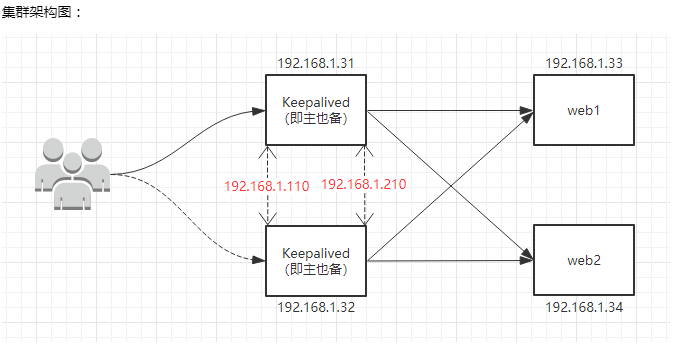 集群架构图：
192.168.1.31
192.168.1.33
Keepalived
（即主也备）
web1
192.168.1.110
192.168.1.210
Keepalived
（即主也备）
web2
192.168.1.32
192.168.1.34